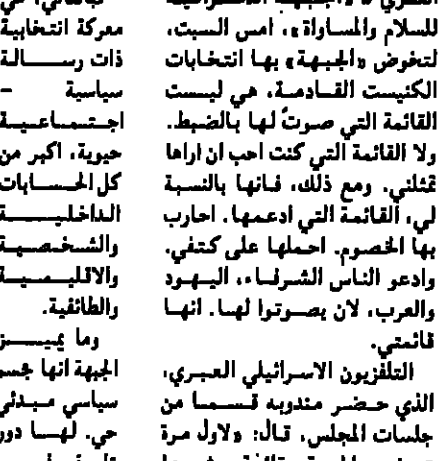 للسلام والمساواة»، امس السبت،
لتخوض «الجبهة» بها انتخابات
الكنيست القادمة، هي ليست
القائمة التي صوتُ لها بالضبط.
ولا القائمة التي كنت احب ان اراها
تمثلني. ومع ذلك، فانها بالنسبة
لي، القائمة التي ادعمها. احارب
بها الخصوم. احملها على كتفي.
وادعو الناس الشرفاء، اليهود
والعرب، لان يصوتوا لها. انها
قائمتي.
التلفزيون الاسرائيلي العبري،
الذي حضر مندوبه قسما من
جلسات المجلس، قال: «لاول مرة
معركة انتخابية
ذات رسالة
سياسية -
اجتماعية
حيوية، اكبر من
كل الحسابات
الداخلية
والشخصية
والاقليمية
والطائفية.
وما يميز
الجبهة انها جسر
سياسي مبدئي
حي. لها دور